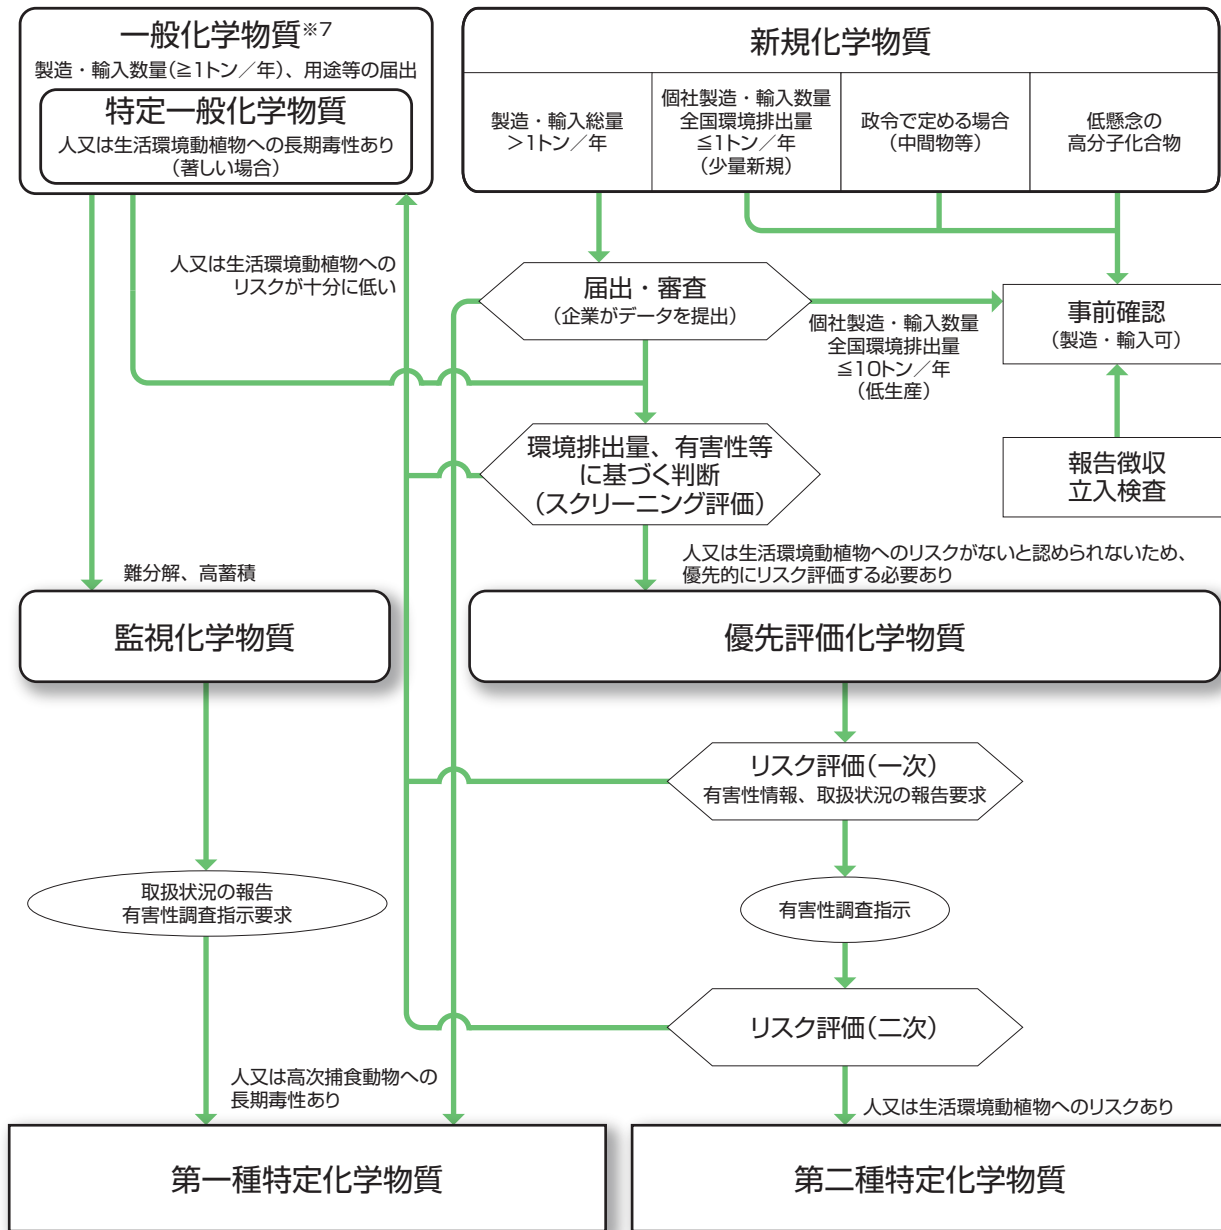 一般化学物質※7
製造・輸入数量(≧1トン／年)、用途等の届出
特定一般化学物質
人又は生活環境動植物への長期毒性あり
(著しい場合)
新規化学物質
製造・輸入総量
＞1トン／年
個社製造・輸入数量
全国環境排出量
≦1トン／年
(少量新規)
政令で定める場合
(中間物等)
低懸念の
高分子化合物
人又は生活環境動植物への
リスクが十分に低い
届出・審査
(企業がデータを提出)
個社製造・輸入数量
全国環境排出量
≦10トン／年
(低生産)
事前確認
(製造・輸入可)
環境排出量、有害性等
に基づく判断
(スクリーニング評価)
報告徴収
立入検査
難分解、高蓄積
人又は生活環境動植物へのリスクがないと認められないため、
優先的にリスク評価する必要あり
監視化学物質
優先評価化学物質
リスク評価(一次)
有害性情報、取扱状況の報告要求
取扱状況の報告
有害性調査指示要求
有害性調査指示
リスク評価(二次)
人又は高次捕食動物への
長期毒性あり
人又は生活環境動植物へのリスクあり
第一種特定化学物質
第二種特定化学物質